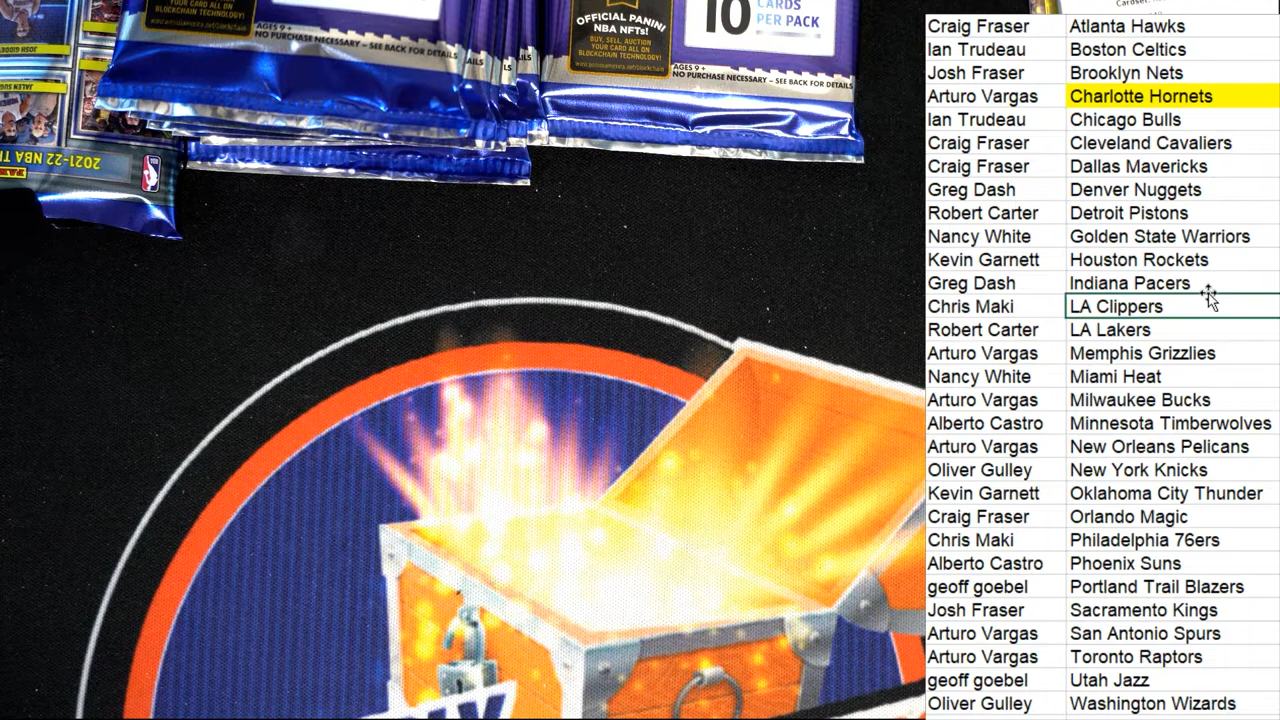 BLOCKCHAIN TECHNOLOGY!
NO PURCHASE NECESSARY – SEE BACK FOR DETAILS
AGES 9 +
OFFICIAL PANINI
NBA NFTs!
BUY, SELL, AUCTION
YOUR CARD ALL ON
BLOCKCHAIN TECHNOLOGY!
10 CARDS
PER PACK
AGES 9 +
NO PURCHASE NECESSARY – SEE BACK FOR DETAILS
2021-22 NBA
Craig Fraser Atlanta Hawks
Ian Trudeau Boston Celtics
Josh Fraser Brooklyn Nets
Arturo Vargas Charlotte Hornets
Ian Trudeau Chicago Bulls
Craig Fraser Cleveland Cavaliers
Craig Fraser Dallas Mavericks
Greg Dash Denver Nuggets
Robert Carter Detroit Pistons
Nancy White Golden State Warriors
Kevin Garnett Houston Rockets
Greg Dash Indiana Pacers
Chris Maki LA Clippers
Robert Carter LA Lakers
Arturo Vargas Memphis Grizzlies
Nancy White Miami Heat
Arturo Vargas Milwaukee Bucks
Alberto Castro Minnesota Timberwolves
Arturo Vargas New Orleans Pelicans
Oliver Gulley New York Knicks
Kevin Garnett Oklahoma City Thunder
Craig Fraser Orlando Magic
Chris Maki Philadelphia 76ers
Alberto Castro Phoenix Suns
geoff goebel Portland Trail Blazers
Josh Fraser Sacramento Kings
Arturo Vargas San Antonio Spurs
Arturo Vargas Toronto Raptors
geoff goebel Utah Jazz
Oliver Gulley Washington Wizards